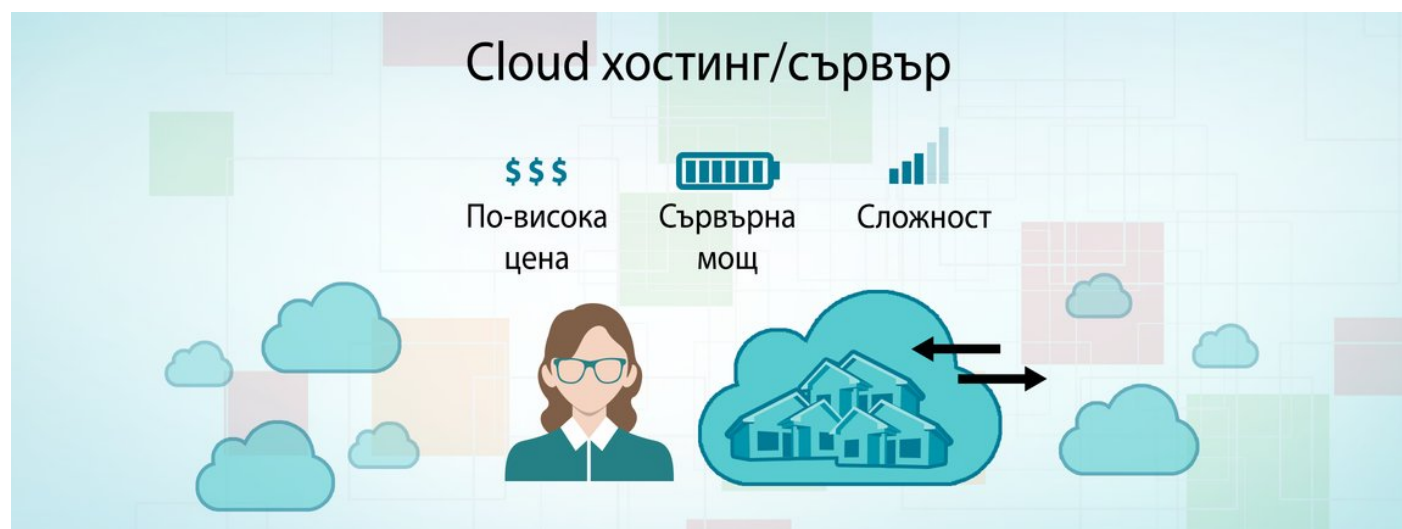 Cloud хостинг/сървър
$ $ $
По-висока
цена
Сървърна
мощ
Сложност